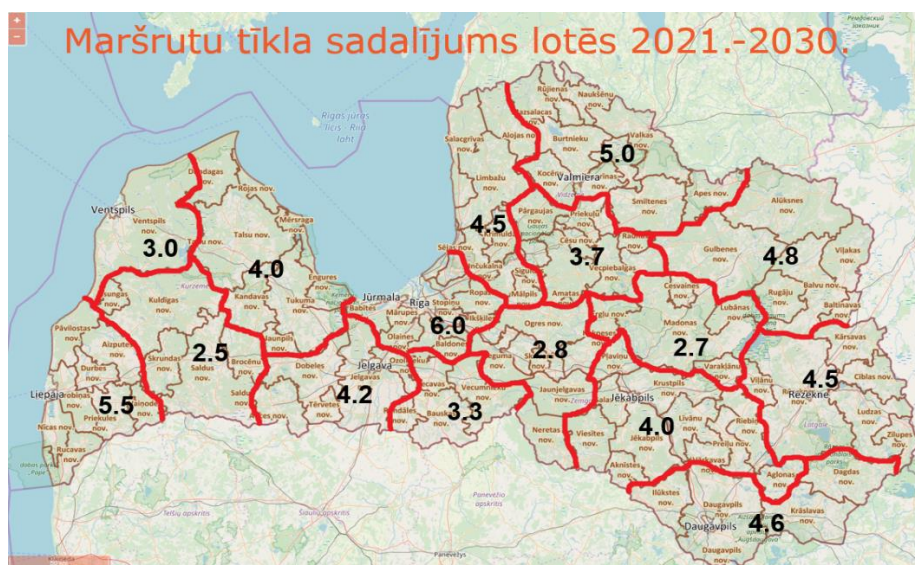 +
−
Maršrutu tīkla sadalījums lotēs 2021.-2030.
Rīgas jūras
līcis - Riia
laht
Rūjienas
nov.
Naukšēnu
nov.
Mazsalacas
nov.
Valkas
nov.
Salacgrīvas
nov.
Alojas nov.
Burtnieku
nov.
5.0
Kocēnu
nov.
Valmiera
Limbažu
nov.
Smiltenes
nov.
Apes nov.
Alūksnes
nov.
Dundagas
nov.
Rojas nov.
Ventspils
Ventspils
nov.
3.0
Talsu nov.
Mērsraga
nov.
4.0
Engures
nov.
Kandavas
nov.
Tukuma
nov.
4.5
Pārgaujas
nov.
Priekuļu
nov.
Cēsu nov.
3.7
Vecpiebalgas
nov.
Amatas
nov.
Mālpils
nov.
Sējas nov.
Gulbenes
nov.
4.8
Viļakas
nov.
Balvu nov.
Rugāju
nov.
Baltinavas
nov.
Kuldīgas
nov.
Pāvilostas
nov.
Aizputes
nov.
Durbes
nov.
Skrundas
nov.
2.5
Saldus
nov.
Brocēnu
nov.
Jaunpils
nov.
Jūrmala
Rīga
Babītes
nov.
Mārupes
nov.
Olaines
nov.
Stopiņu
nov.
6.0
Baldones
nov.
Ogres nov.
2.8
Cesvaines
nov.
Madonas
nov.
Lubānas
nov.
2.7
Varakļānu
nov.
Kārsavas
nov.
Ciblas nov.
4.5
Rēzekne
Ludzas
nov.
Zilupes
nov.
Viļānu
nov.
Liepāja
5.5
Priekules
nov.
Nīcas nov.
Rucavas
nov.
Dobeles
nov.
Jelgava
Jelgavas
nov.
4.2
Tērvetes
nov.
3.3
Vecumnieku
nov.
Jaunjelgavas
nov.
Neretas
nov.
Viesītes
nov.
Pļaviņu
nov.
Krustpils
nov.
Jēkabpils
4.0
Līvānu
nov.
Jēkabpils
nov.
Preiļu nov.
Aknīstes
nov.
Aglonas
nov.
Dagdas
nov.
Ilūkstes
nov.
Daugavpils
nov.
Krāslavas
nov.
Daugavpils
4.6
Daugavpils
nov.
Telšių apskritis
Šiaulių apskritis
Panevėžio
apskritis
Panevėžys